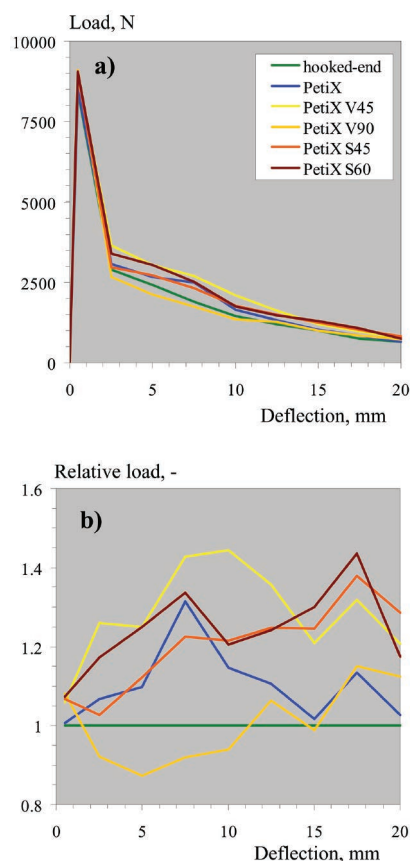 Load, N
a)
10000
7500
5000
2500
0
hooked-end
PetiX
PetiX V45
PetiX V90
PetiX S45
PetiX S60
0 5 10 15 20
Deflection, mm
Relative load, -
b)
1.6
1.4
1.2
1
0.8
0 5 10 15 20
Deflection, mm